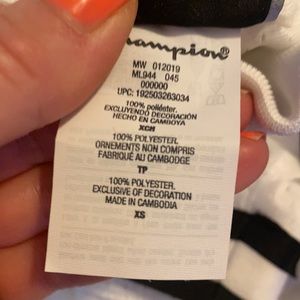 Champion®
MW 012019
ML944 045
000000
UPC: 192503263034
100% poliéster.
EXCLUYENDO DECORACIÓN
HECHO EN CAMBOYA
XCH
100% POLYESTER.
ORNEMENTS NON COMPRIS
FABRIQUÉ AU CAMBODGE
TP
100% POLYESTER.
EXCLUSIVE OF DECORATION
MADE IN CAMBODIA
XS